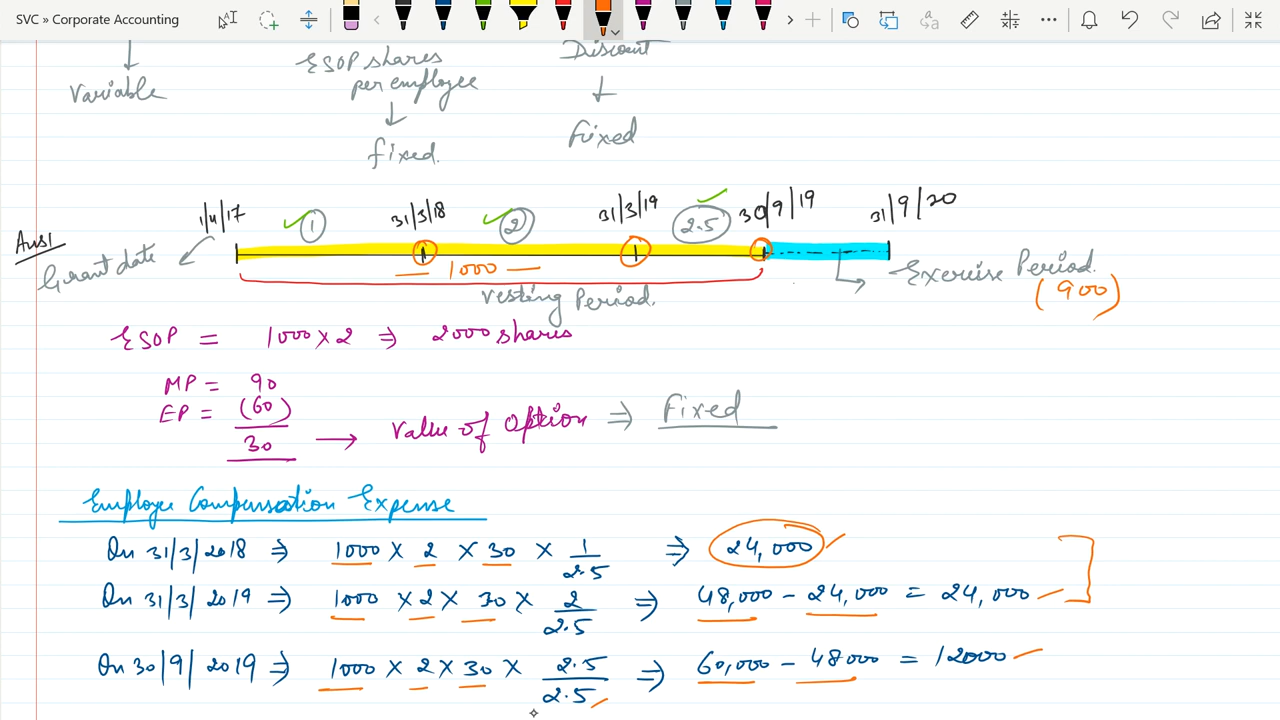 SVC » Corporate Accounting
ESOP shares per employee
Discount
Variable
fixed.
Fixed
1/4/17
31/3/18
31/3/19
30/9/19
31/9/20
1
2
2.5
Ans1
Grant date
1000
Vesting Period.
Exercise Period.
(900)
ESOP = 1000 × 2 ⇒ 2000 shares
MP = 90
EP = (60)
30 → Value of Option ⇒ Fixed
Employee Compensation Expense
On 31/3/2018 ⇒ 1000 × 2 × 30 × 1/2.5 ⇒ 24,000
On 31/3/2019 ⇒ 1000 × 2 × 30 × 2/2.5 ⇒ 48,000 - 24,000 = 24,000
On 30/9/2019 ⇒ 1000 × 2 × 30 × 2.5/2.5 ⇒ 60,000 - 48000 = 12000